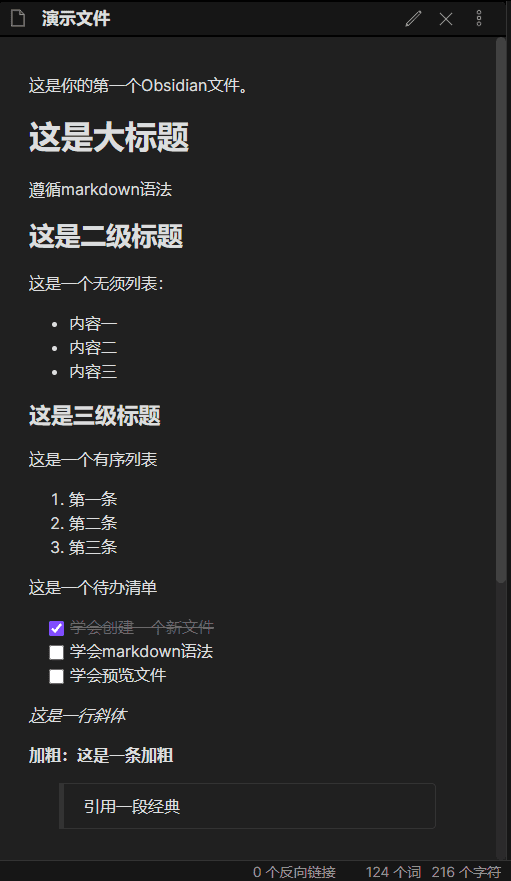 演示文件
这是你的第一个Obsidian文件。
这是大标题
遵循markdown语法
这是二级标题
这是一个无须列表：
• 内容一
• 内容二
• 内容三
这是三级标题
这是一个有序列表
1. 第一条
2. 第二条
3. 第三条
这是一个待办清单
学会创建一个新文件
学会markdown语法
学会预览文件
这是一行斜体
加粗：这是一条加粗
引用一段经典
0 个反向链接 124 个词 216 个字符